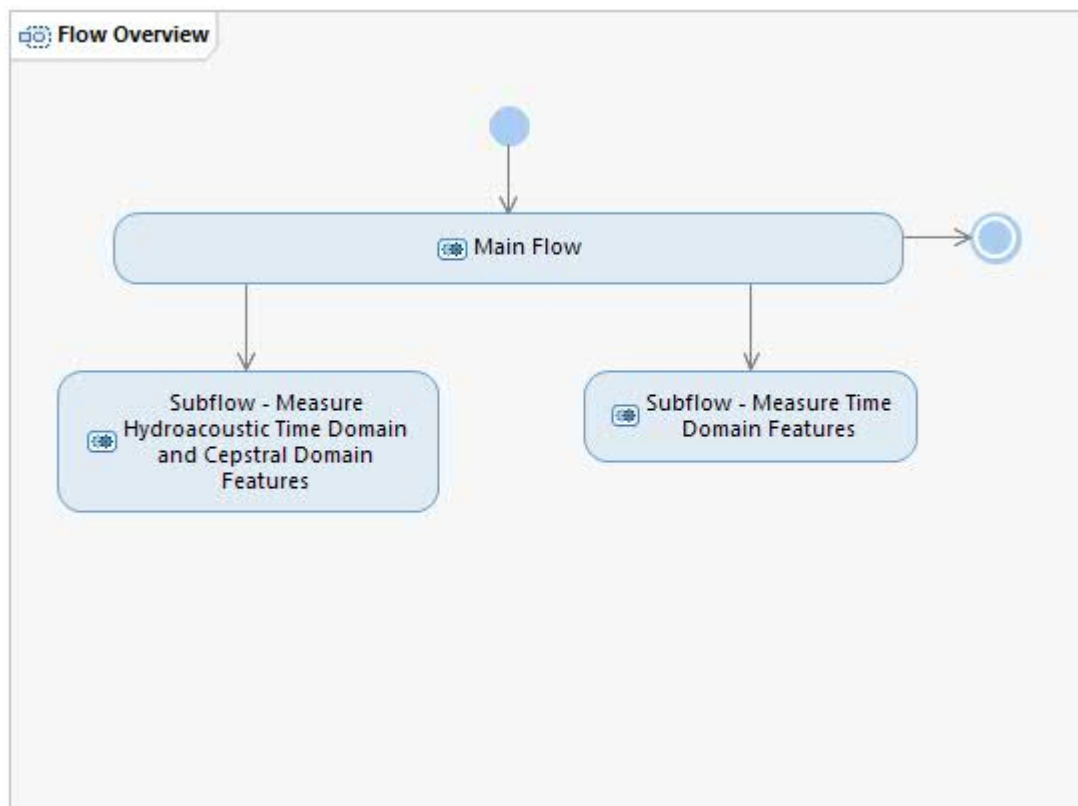 Flow Overview
Main Flow
Subflow - Measure
Hydroacoustic Time Domain
and Cepstral Domain
Features
Subflow - Measure Time
Domain Features